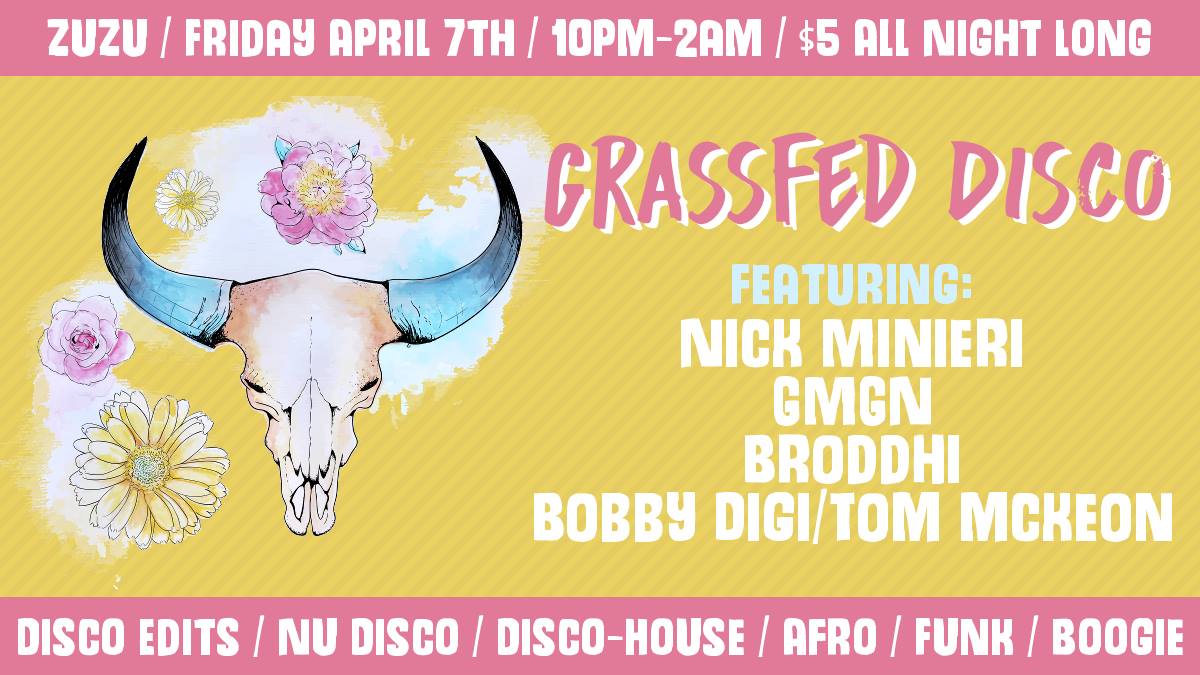 ZUZU / FRIDAY APRIL 7TH / 10PM-2AM / $5 ALL NIGHT LONG
GRASSFED DISCO
FEATURING:
NICK MINIERI
GMGN
BRODDHI
BOBBY DIGI/TOM MCKEON
DISCO EDITS / NU DISCO / DISCO-HOUSE / AFRO / FUNK / BOOGIE